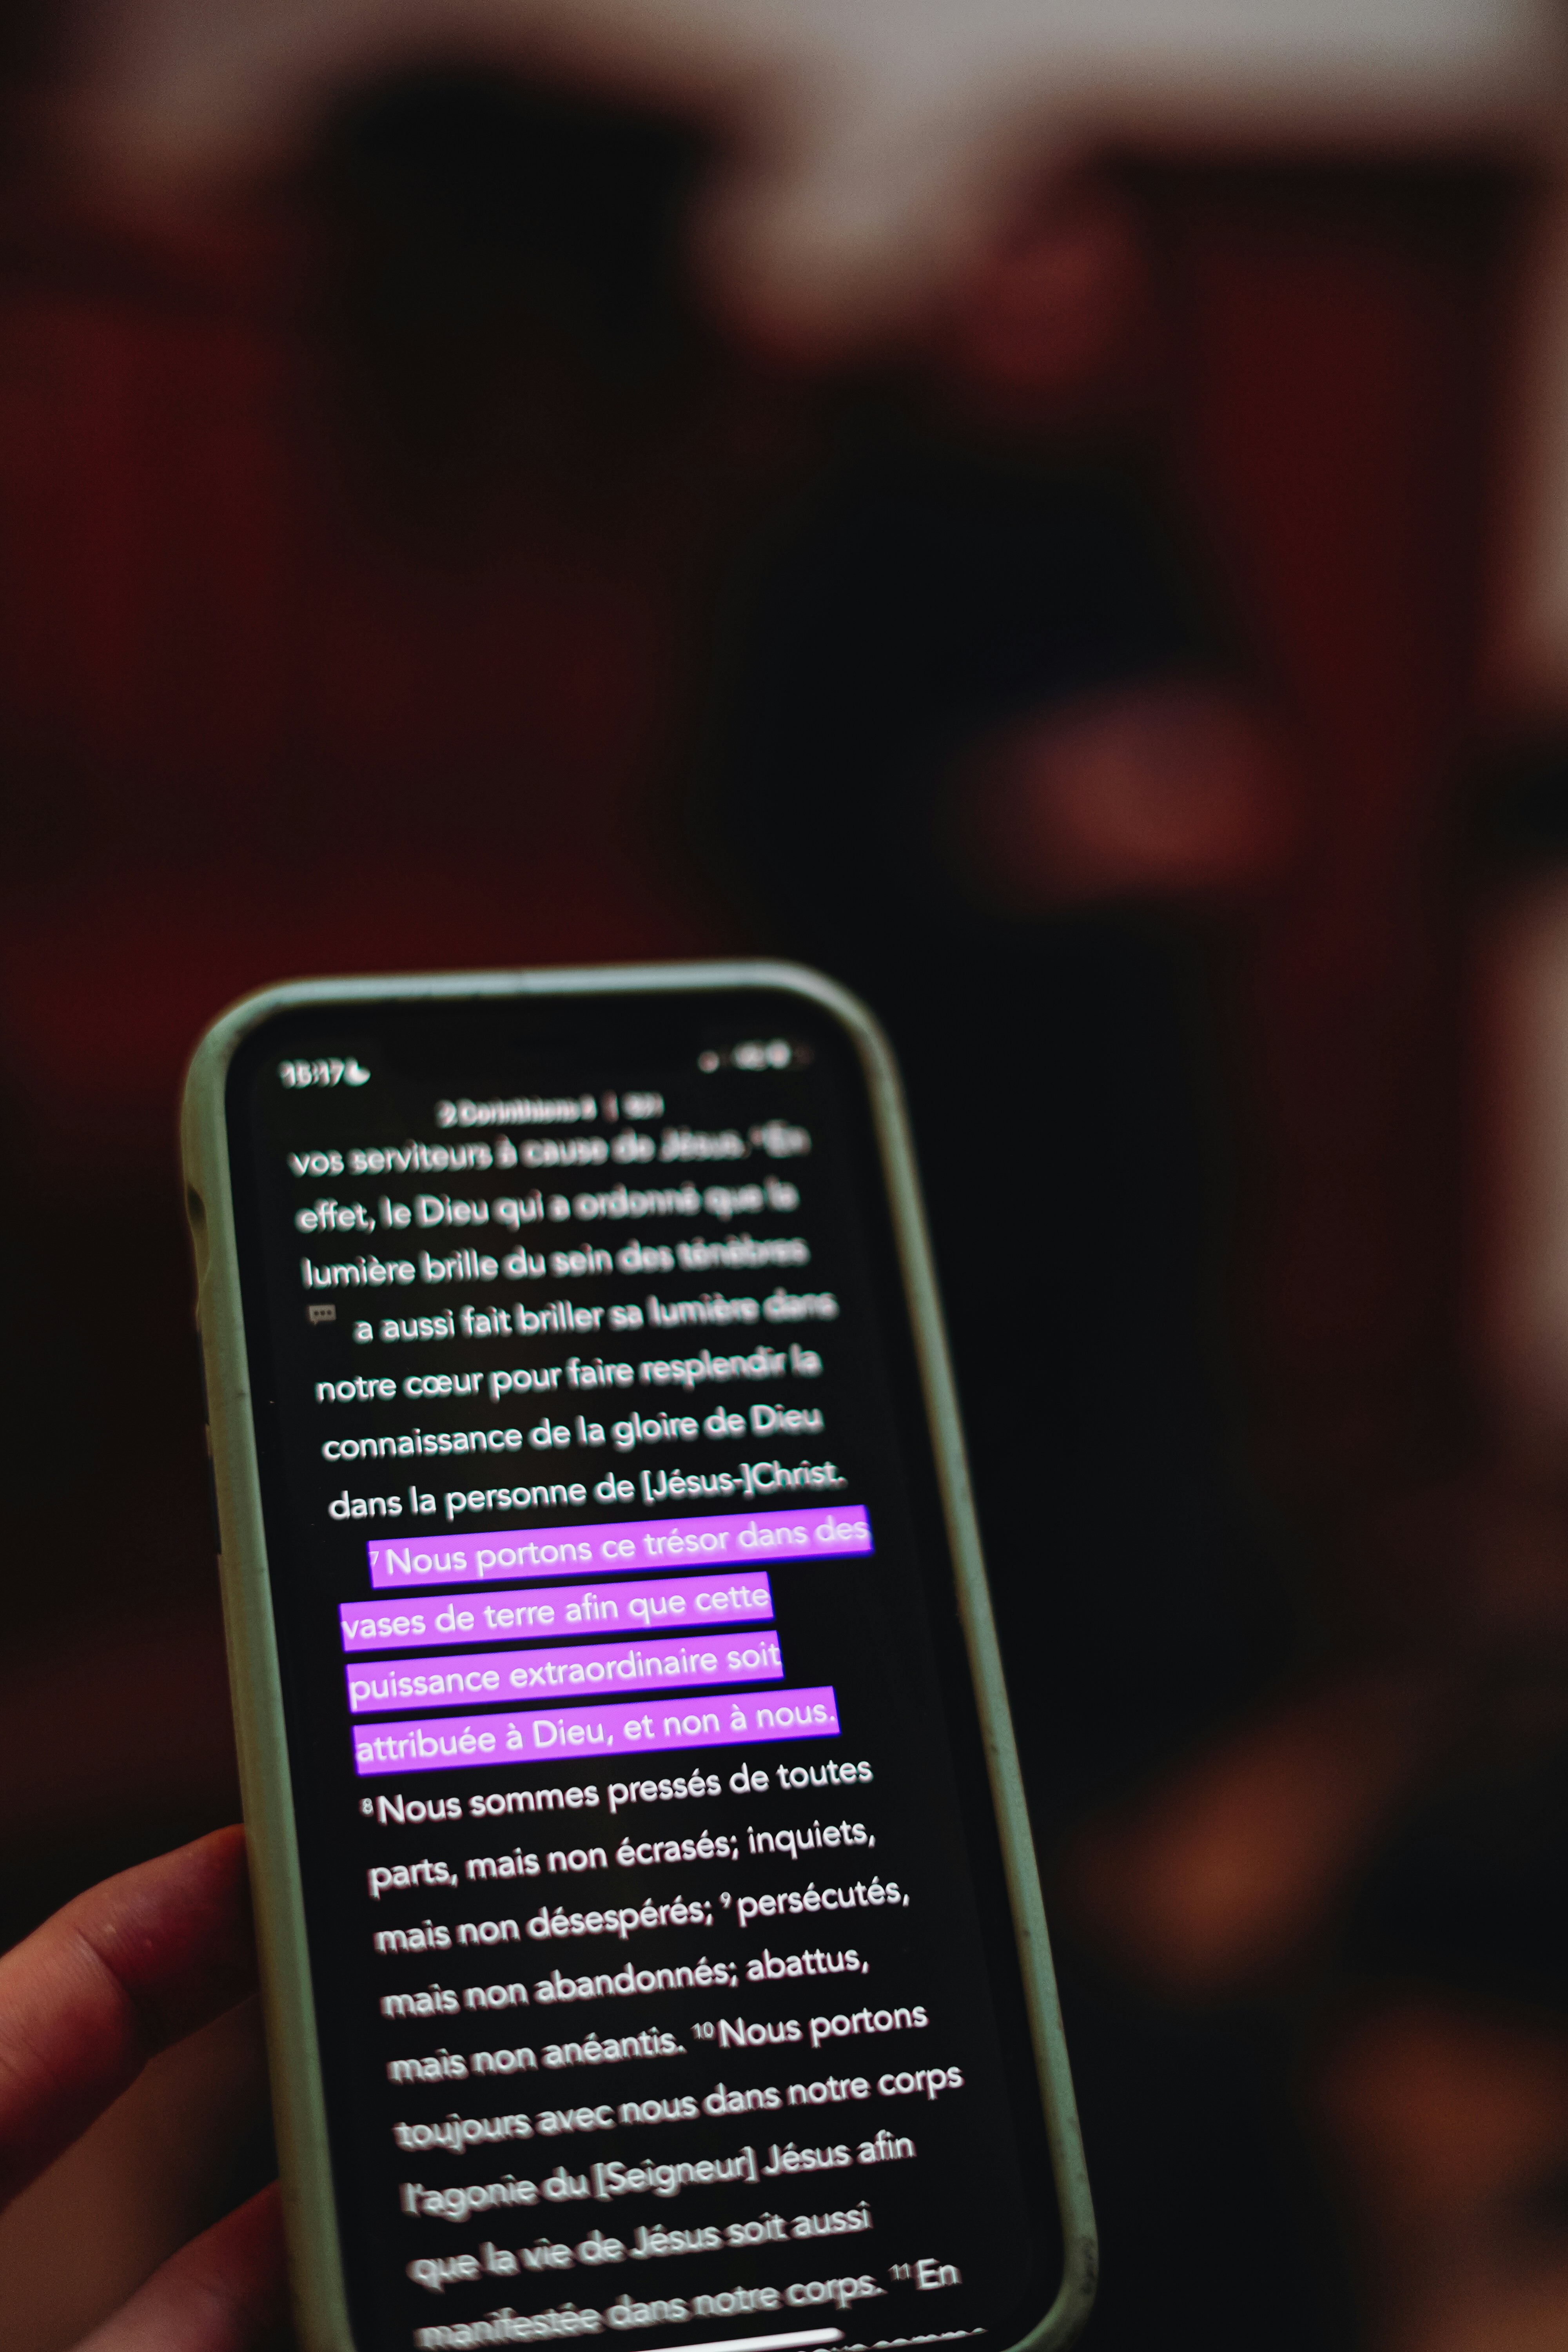 15:17
2 Corinthiens
vos serviteurs à cause de Jésus. En
effet, le Dieu qui a ordonné que la
lumière brille du sein des ténèbres
a aussi fait briller sa lumière dans
notre cœur pour faire resplendir la
connaissance de la gloire de Dieu
dans la personne de [Jésus-]Christ.
7 Nous portons ce trésor dans des
vases de terre afin que cette
puissance extraordinaire soit
attribuée à Dieu, et non à nous.
8 Nous sommes pressés de toutes
parts, mais non écrasés; inquiets,
mais non désespérés; 9 persécutés,
mais non abandonnés; abattus,
mais non anéantis. 10 Nous portons
toujours avec nous dans notre corps
l'agonie du [Seigneur] Jésus afin
que la vie de Jésus soit aussi
manifestée dans notre corps. 11 En